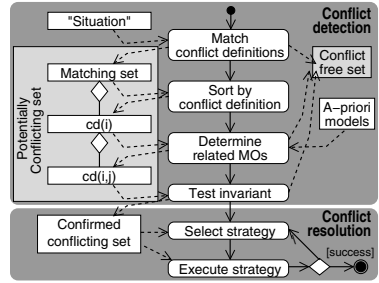 "Situation"
Conflict
detection
Match
conflict definitions
Conflict
free set
Potentially
Conflicting set
Matching set
Sort by
conflict definition
A–priori
models
cd(i)
Determine
related MOs
cd(i,j)
Test invariant
Confirmed
conflicting set
Select strategy
Conflict
resolution
[success]
Execute strategy